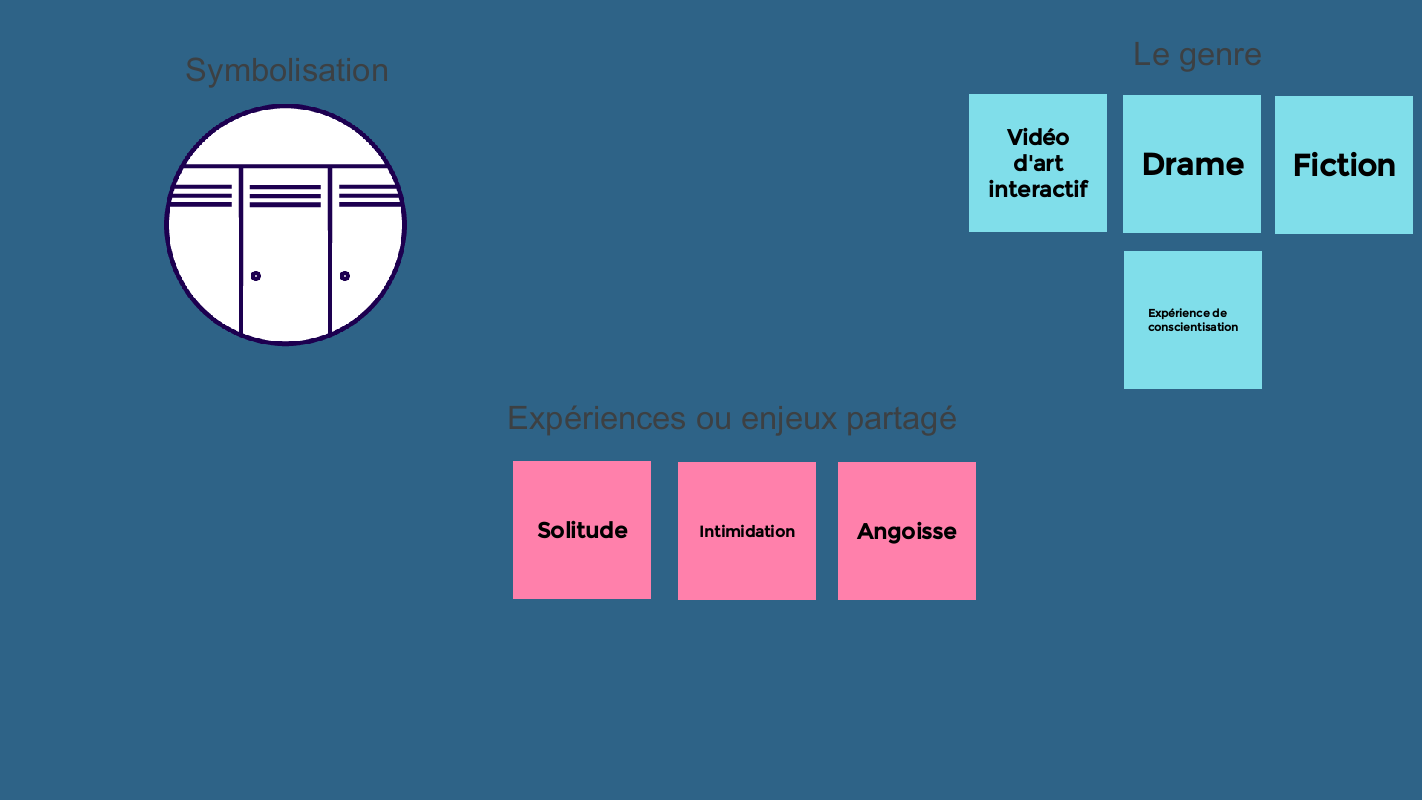 Symbolisation
Le genre
Vidéo
d'art
interactif
Drame
Fiction
Expérience de
conscientisation
Expériences ou enjeux partagé
Solitude
Intimidation
Angoisse